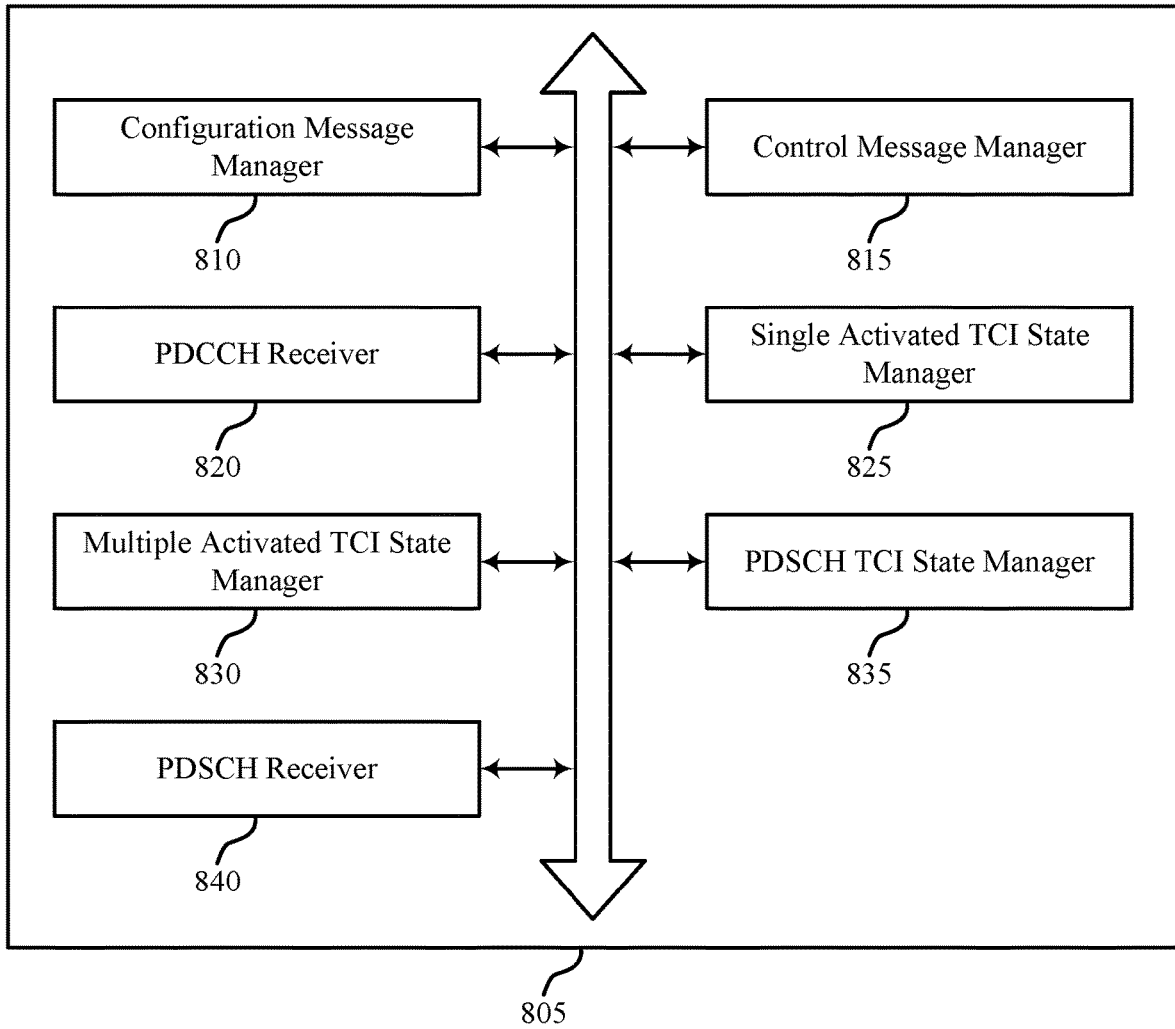 Configuration Message
Manager
810
Control Message Manager
815
PDCCH Receiver
820
Single Activated TCI State
Manager
825
Multiple Activated TCI State
Manager
830
PDSCH TCI State Manager
835
PDSCH Receiver
840
805